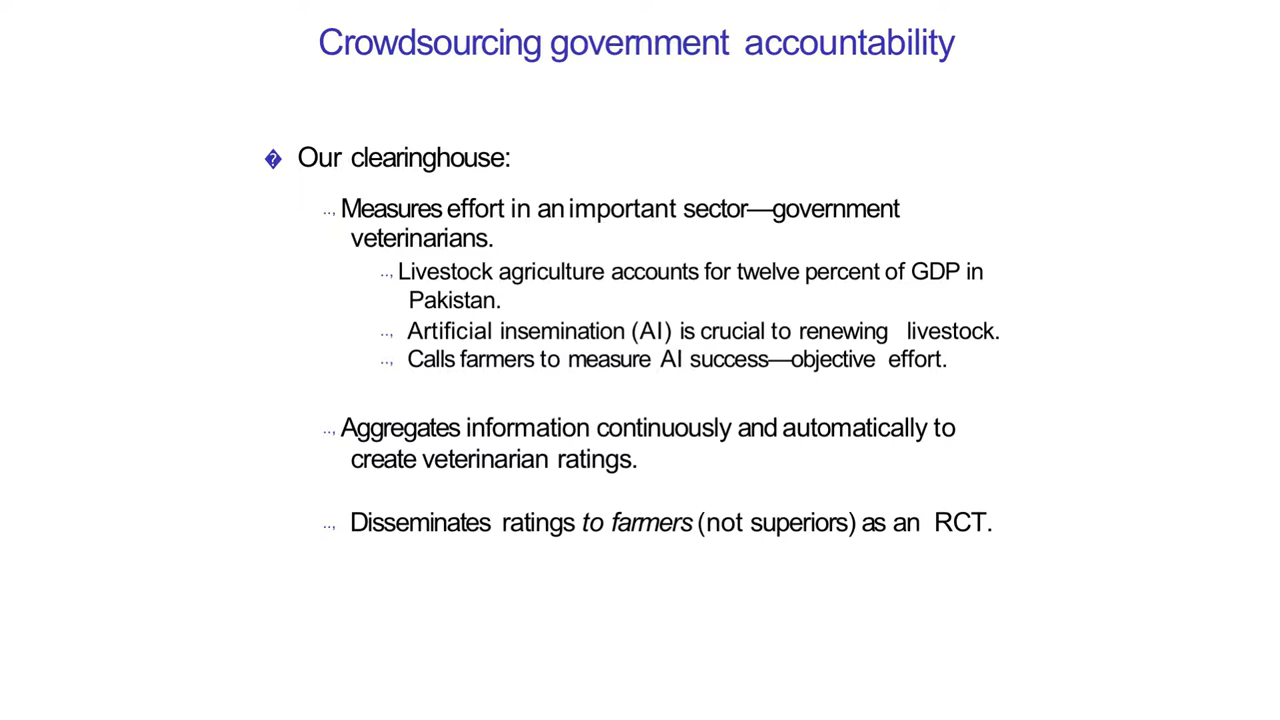 Crowdsourcing government accountability
� Our clearinghouse:
.., Measures effort in an important sector—government
veterinarians.
.., Livestock agriculture accounts for twelve percent of GDP in
Pakistan.
.., Artificial insemination (AI) is crucial to renewing livestock.
.., Calls farmers to measure AI success—objective effort.
.., Aggregates information continuously and automatically to
create veterinarian ratings.
.., Disseminates ratings to farmers (not superiors) as an RCT.